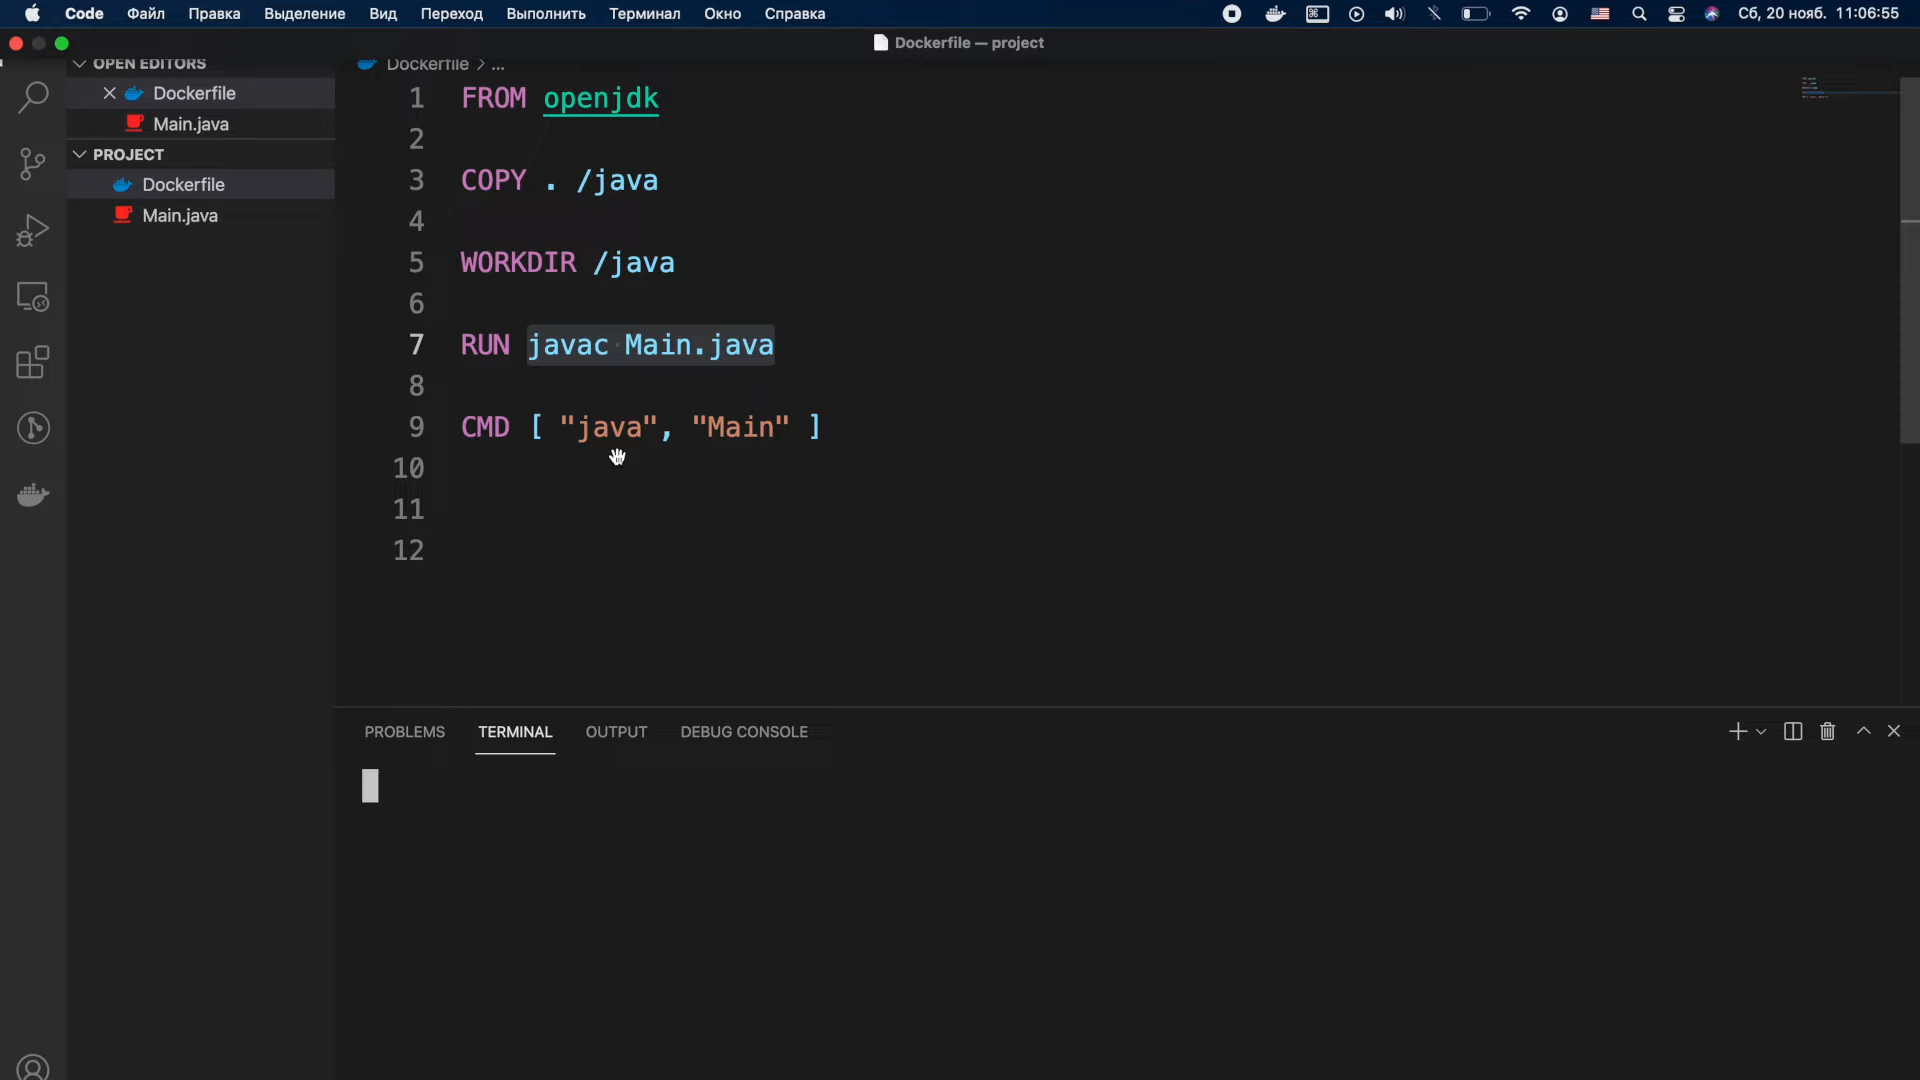 Code Файл Правка Выделение Вид Переход Выполнить Терминал Окно Справка Сб, 20 нояб. 11:06:55
Dockerfile — project
OPEN EDITORS
Dockerfile
Main.java
PROJECT
Dockerfile
Main.java
Dockerfile > ...
1 FROM openjdk
2
3 COPY . /java
4
5 WORKDIR /java
6
7 RUN javac Main.java
8
9 CMD [ "java", "Main" ]
10
11
12
PROBLEMS TERMINAL OUTPUT DEBUG CONSOLE